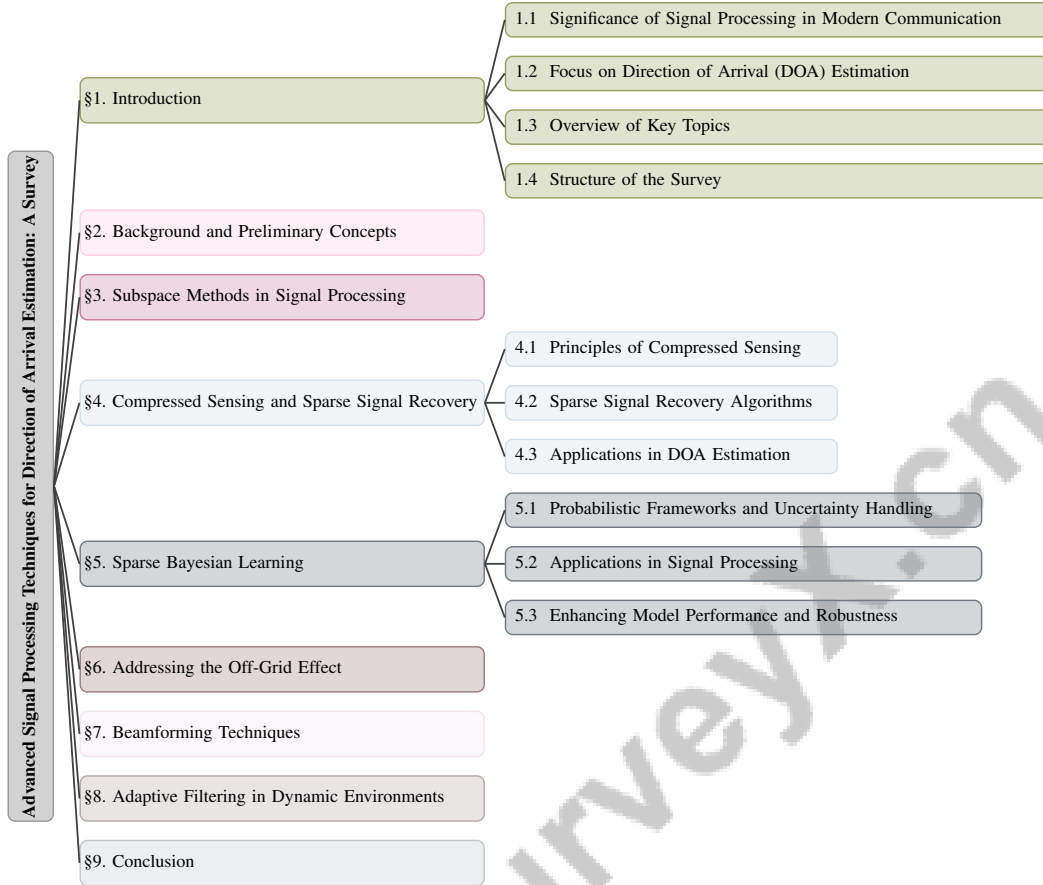 Advanced Signal Processing Techniques for Direction of Arrival Estimation: A Survey
§1. Introduction
1.1 Significance of Signal Processing in Modern Communication
1.2 Focus on Direction of Arrival (DOA) Estimation
1.3 Overview of Key Topics
1.4 Structure of the Survey
§2. Background and Preliminary Concepts
§3. Subspace Methods in Signal Processing
§4. Compressed Sensing and Sparse Signal Recovery
4.1 Principles of Compressed Sensing
4.2 Sparse Signal Recovery Algorithms
4.3 Applications in DOA Estimation
§5. Sparse Bayesian Learning
5.1 Probabilistic Frameworks and Uncertainty Handling
5.2 Applications in Signal Processing
5.3 Enhancing Model Performance and Robustness
§6. Addressing the Off-Grid Effect
§7. Beamforming Techniques
§8. Adaptive Filtering in Dynamic Environments
§9. Conclusion
urveyx.cn